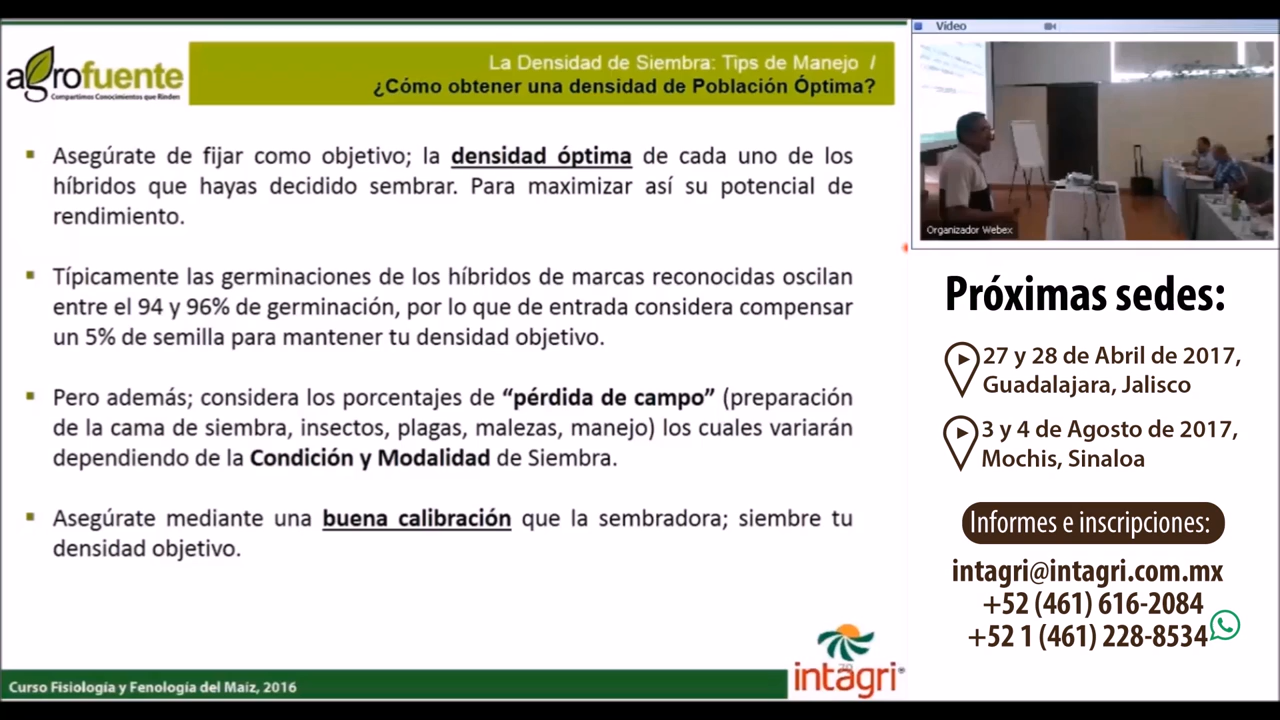 agrofuente
Compartimos Conocimientos que Rinden
La Densidad de Siembra: Tips de Manejo /
¿Cómo obtener una densidad de Población Óptima?
Asegúrate de fijar como objetivo; la densidad óptima de cada uno de los
híbridos que hayas decidido sembrar. Para maximizar así su potencial de
rendimiento.
Típicamente las germinaciones de los híbridos de marcas reconocidas oscilan
entre el 94 y 96% de germinación, por lo que de entrada considera compensar
un 5% de semilla para mantener tu densidad objetivo.
Pero además; considera los porcentajes de “pérdida de campo” (preparación
de la cama de siembra, insectos, plagas, malezas, manejo) los cuales variarán
dependiendo de la Condición y Modalidad de Siembra.
Asegúrate mediante una buena calibración que la sembradora; siembre tu
densidad objetivo.
Curso Fisiología y Fenología del Maíz, 2016
intagri®
Vídeo
Organizador Webex
Próximas sedes:
27 y 28 de Abril de 2017,
Guadalajara, Jalisco
3 y 4 de Agosto de 2017,
Mochis, Sinaloa
Informes e inscripciones:
intagri@intagri.com.mx
+52 (461) 616-2084
+52 1 (461) 228-8534